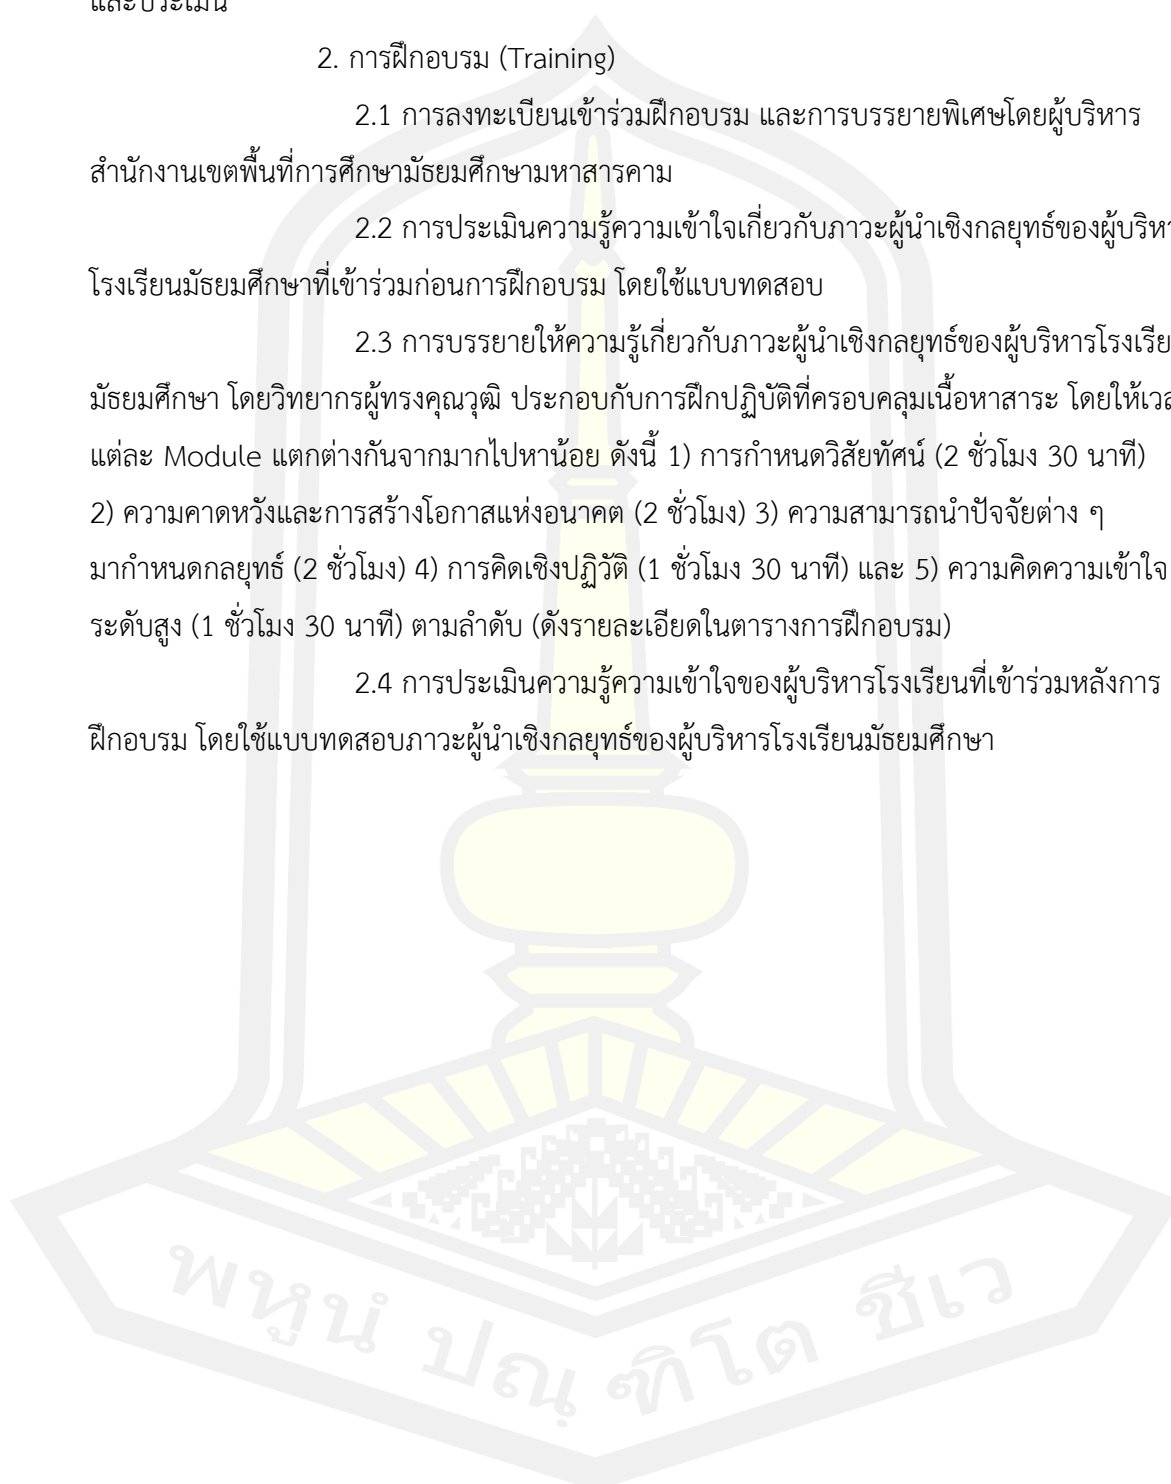 และประเมิน
2. การฝึกอบรม (Training)
2.1 การลงทะเบียนเข้าร่วมฝึกอบรม และการบรรยายพิเศษโดยผู้บริหาร
สำนักงานเขตพื้นที่การศึกษามัธยมศึกษามหาสารคาม
2.2 การประเมินความรู้ความเข้าใจเกี่ยวกับภาวะผู้นำเชิงกลยุทธ์ของผู้บริหา
โรงเรียนมัธยมศึกษาที่เข้าร่วมก่อนการฝึกอบรม โดยใช้แบบทดสอบ
2.3 การบรรยายให้ความรู้เกี่ยวกับภาวะผู้นำเชิงกลยุทธ์ของผู้บริหารโรงเรีย
มัธยมศึกษา โดยวิทยากรผู้ทรงคุณวุฒิ ประกอบกับการฝึกปฏิบัติที่ครอบคลุมเนื้อหาสาระ โดยให้เวล
แต่ละ Module แตกต่างกันจากมากไปหาน้อย ดังนี้ 1) การกำหนดวิสัยทัศน์ (2 ชั่วโมง 30 นาที)
2) ความคาดหวังและการสร้างโอกาสแห่งอนาคต (2 ชั่วโมง) 3) ความสามารถนำปัจจัยต่าง ๆ
มากำหนดกลยุทธ์ (2 ชั่วโมง) 4) การคิดเชิงปฏิวัติ (1 ชั่วโมง 30 นาที) และ 5) ความคิดความเข้าใจ
ระดับสูง (1 ชั่วโมง 30 นาที) ตามลำดับ (ดังรายละเอียดในตารางการฝึกอบรม)
2.4 การประเมินความรู้ความเข้าใจของผู้บริหารโรงเรียนที่เข้าร่วมหลังการ
ฝึกอบรม โดยใช้แบบทดสอบภาวะผู้นำเชิงกลยุทธ์ของผู้บริหารโรงเรียนมัธยมศึกษา
พหูนํ ปณฺฑิโต ชีเว